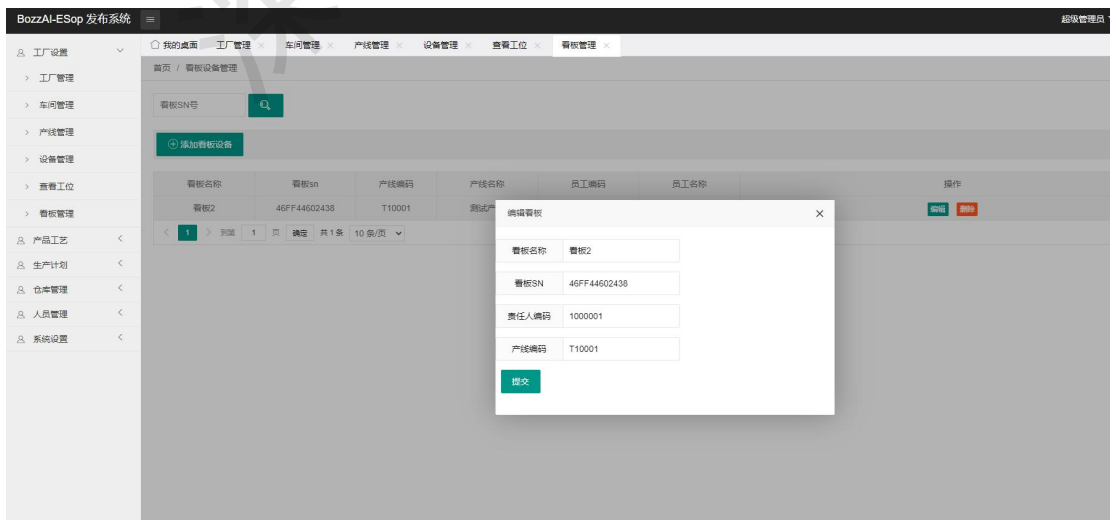 BozzAI-ESop 发布系统
超级管理员
工厂设置
工厂管理
车间管理
产线管理
设备管理
查看工位
看板管理
产品工艺
生产计划
仓库管理
人员管理
系统设置
我的桌面 工厂管理 车间管理 产线管理 设备管理 查看工位 看板管理
首页 / 看板设备管理
看板SN号
添加看板设备
看板名称 看板sn 产线编码 产线名称 员工编码 员工名称 操作
看板2 46FF44602438 T10001 测试产 编辑 删除
1 到第 1 页 确定 共1条 10 条/页
编辑看板
看板名称 看板2
看板SN 46FF44602438
责任人编码 1000001
产线编码 T10001
提交